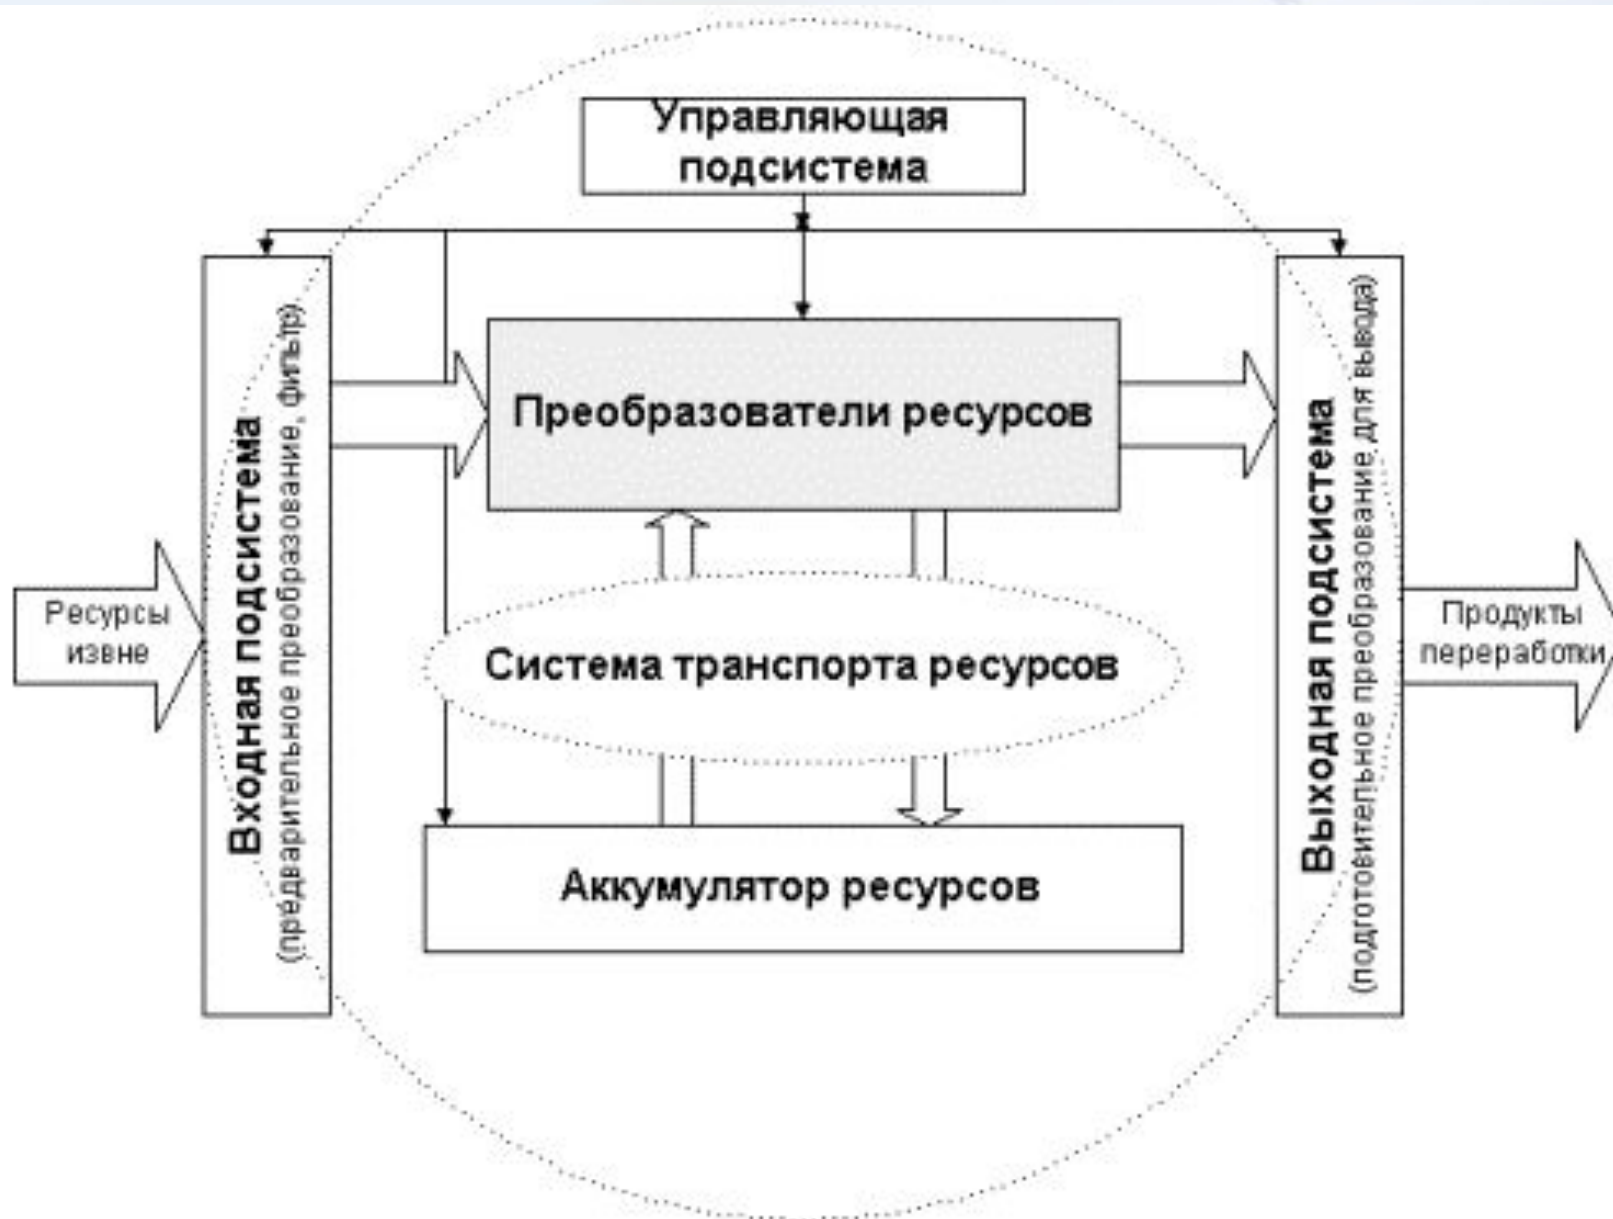 Управляющая
подсистема
Входная подсистема
(предварительное преобразование, фильтр)
Преобразователи ресурсов
Выходная подсистема
(подготовительное преобразование для вывода)
Ресурсы
извне
Система транспорта ресурсов
Продукты
переработки
Аккумулятор ресурсов